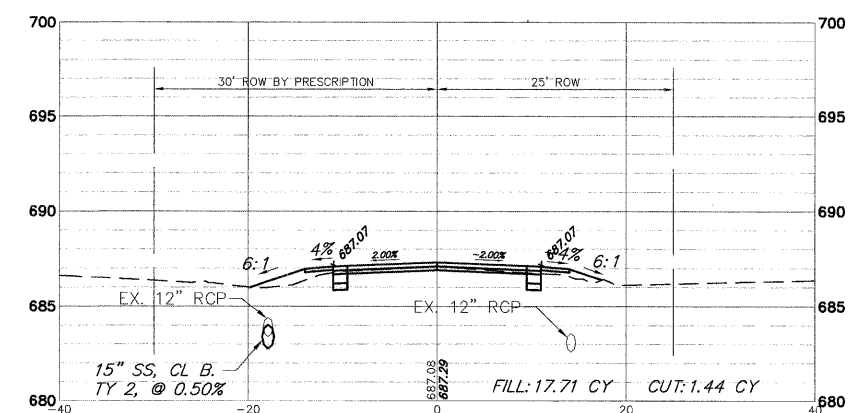 700 700
30' ROW BY PRESCRIPTION 25' ROW
695 695
690 690
6:1 4% 687.07 2.00% -2.00% 687.07 4% 6:1
685 685
EX. 12" RCP EX. 12" RCP
15" SS, CL B.
TY 2, @ 0.50%
687.08
687.29
FILL: 17.71 CY CUT: 1.44 CY
680 680
-40 -20 0 20 40